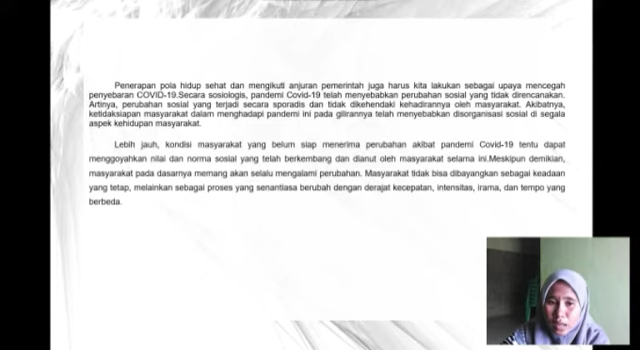 Penerapan pola hidup sehat dan mengikuti anjuran pemerintah juga harus kita lakukan sebagai upaya mencegah
penyebaran COVID-19.Secara sosiologis, pandemi Covid-19 telah menyebabkan perubahan sosial yang tidak direncanakan.
Artinya, perubahan sosial yang terjadi secara sporadis dan tidak dikehendaki kehadirannya oleh masyarakat. Akibatnya,
ketidaksiapan masyarakat dalam menghadapi pandemi ini pada gilirannya telah menyebabkan disorganisasi sosial di segala
aspek kehidupan masyarakat.
Lebih jauh, kondisi masyarakat yang belum siap menerima perubahan akibat pandemi Covid-19 tentu dapat
menggoyahkan nilai dan norma sosial yang telah berkembang dan dianut oleh masyarakat selama ini.Meskipun demikian,
masyarakat pada dasarnya memang akan selalu mengalami perubahan. Masyarakat tidak bisa dibayangkan sebagai keadaan
yang tetap, melainkan sebagai proses yang senantiasa berubah dengan derajat kecepatan, intensitas, irama, dan tempo yang
berbeda.